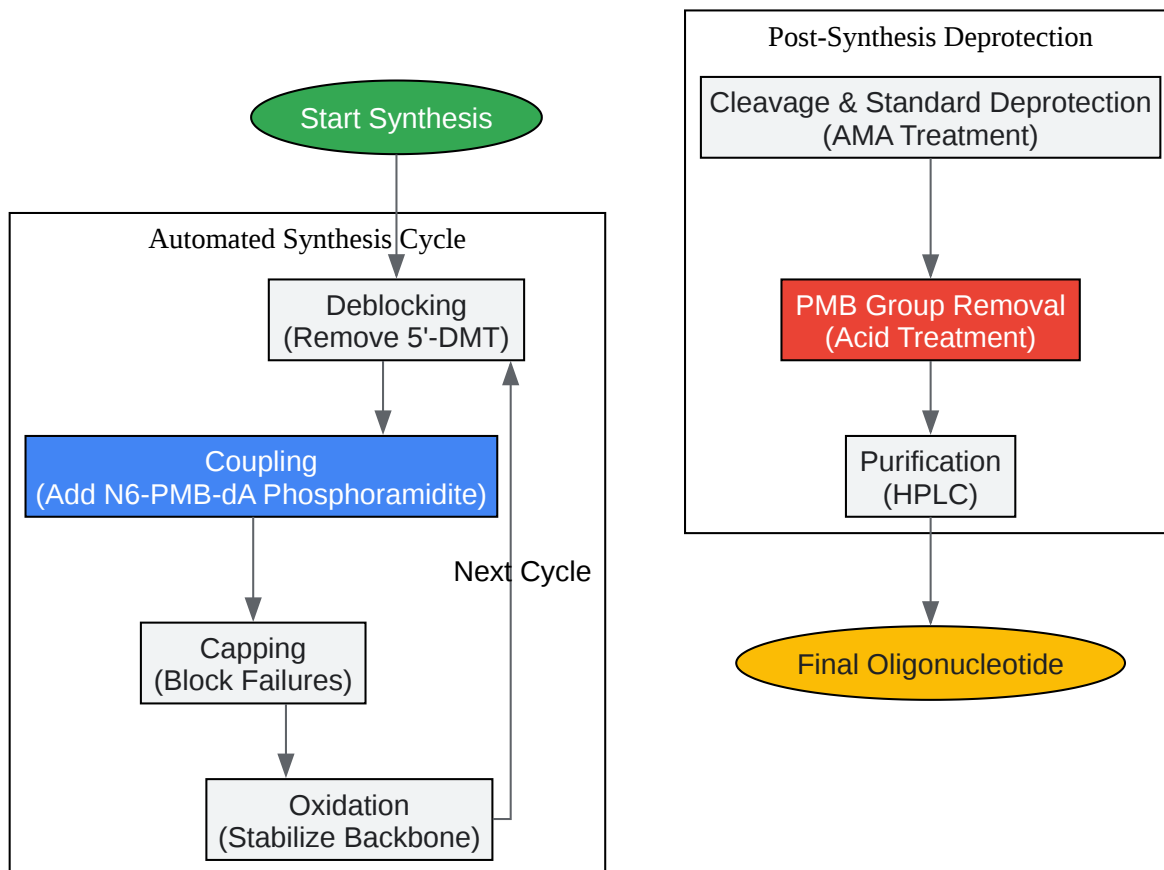 Start Synthesis
Automated Synthesis Cycle
Deblocking
(Remove 5'-DMT)
Coupling
(Add N6-PMB-dA Phosphoramidite)
Next Cycle
Capping
(Block Failures)
Oxidation
(Stabilize Backbone)
Post-Synthesis Deprotection
Cleavage & Standard Deprotection
(AMA Treatment)
PMB Group Removal
(Acid Treatment)
Purification
(HPLC)
Final Oligonucleotide